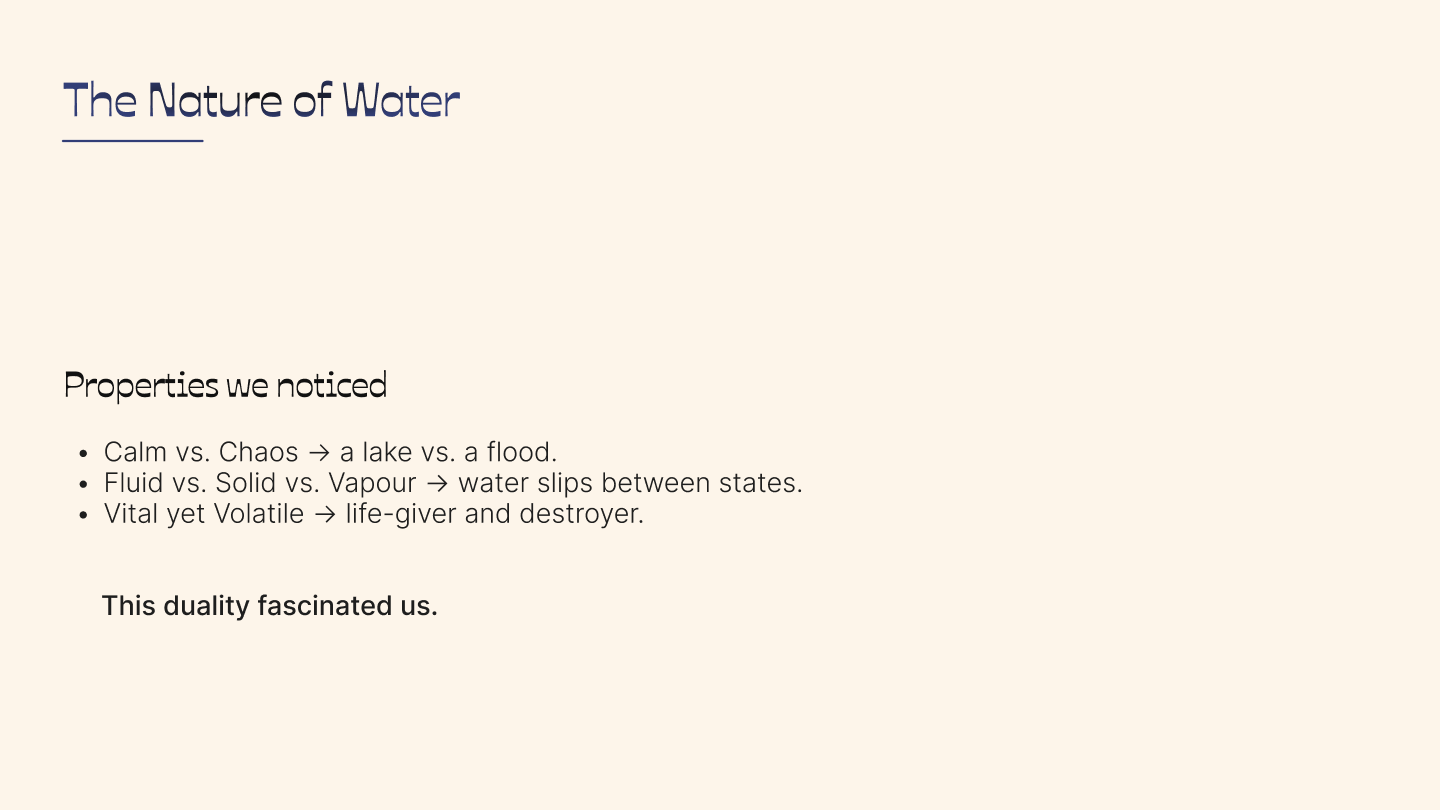 The Nature of Water
Properties we noticed
• Calm vs. Chaos → a lake vs. a flood.
• Fluid vs. Solid vs. Vapour → water slips between states.
• Vital yet Volatile → life-giver and destroyer.
This duality fascinated us.